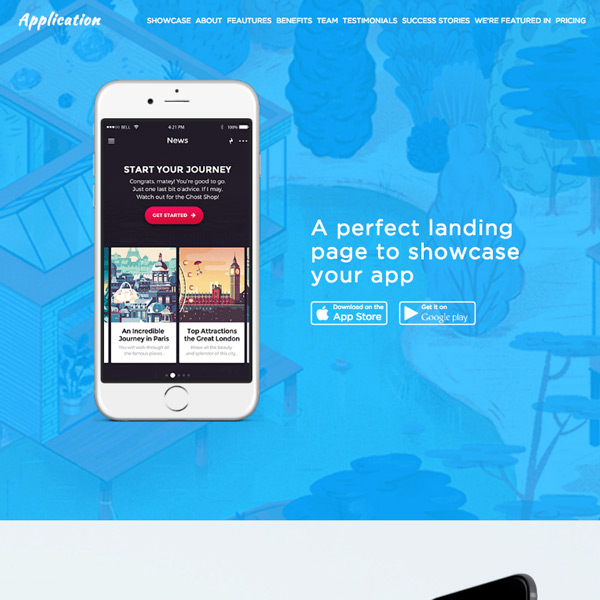 Application
SHOWCASE ABOUT FEAUTURES BENEFITS TEAM TESTIMONIALS SUCCESS STORIES WE'RE FEATURED IN PRICING
BELL 4:21 PM 100%
News
START YOUR JOURNEY
Congrats, matey! You're good to go.
Just one last bit o'advice. If I may.
Watch out for the Ghost Shop!
GET STARTED
An Incredible
Journey in Paris
You will walk through all
the famous places.
Top Attractions
the Great London
Know all the beauty
and splendor of this city
A perfect landing
page to showcase
your app
Download on the
App Store
Get it on
Google play